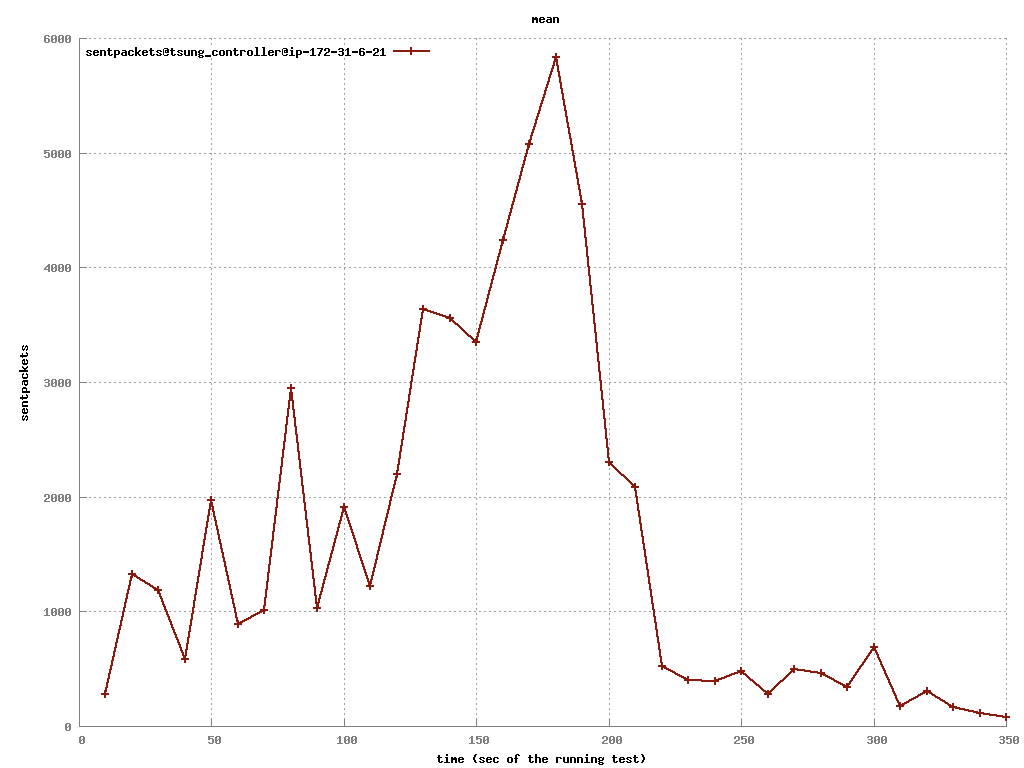 mean
sentpackets@tsung_controller@ip-172-31-6-21
6000
5000
4000
3000
2000
1000
0
sentpackets
0 50 100 150 200 250 300 350
time (sec of the running test)